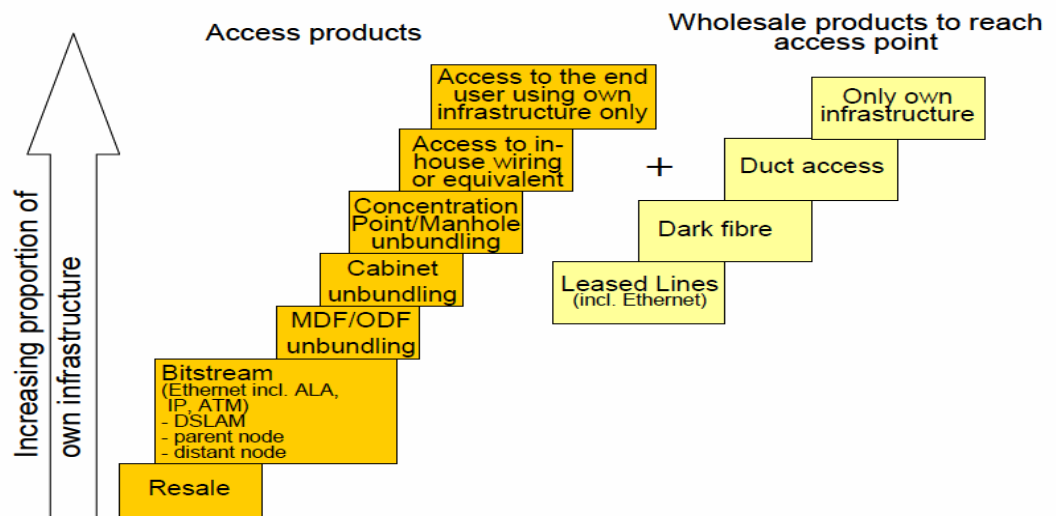 Access products
Wholesale products to reach
access point
Increasing proportion of
own infrastructure
Access to the end
user using own
infrastructure only
Access to in-
house wiring
or equivalent
Concentration
Point/Manhole
unbundling
Cabinet
unbundling
MDF/ODF
unbundling
Bitstream
(Ethernet incl. ALA,
IP, ATM)
- DSLAM
- parent node
- distant node
Resale
+
Only own
infrastructure
Duct access
Dark fibre
Leased Lines
(incl. Ethernet)